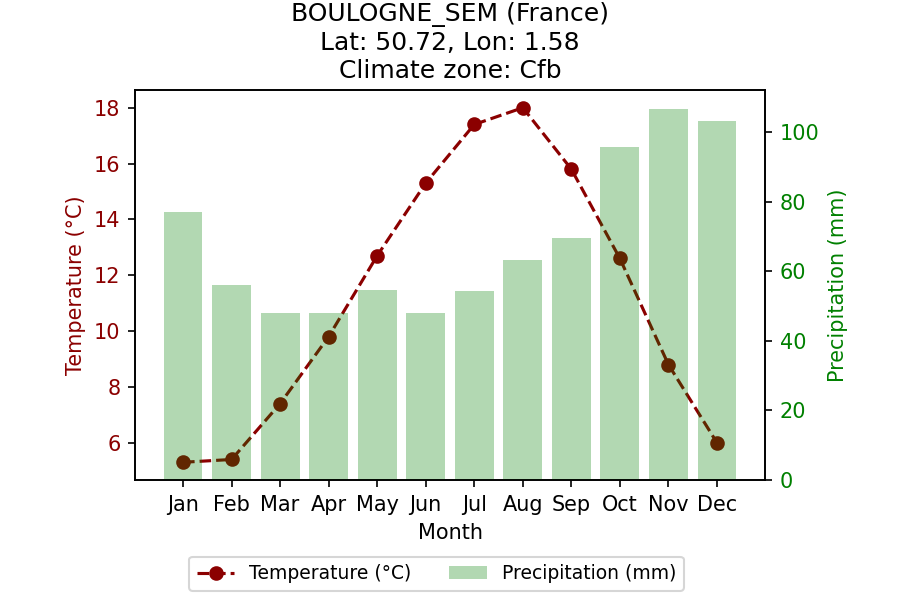 BOULOGNE_SEM (France)
Lat: 50.72, Lon: 1.58
Climate zone: Cfb
Temperature (°C)
18
16
14
12
10
8
6
100
80
60
40
20
0
Precipitation (mm)
Jan Feb Mar Apr May Jun Jul Aug Sep Oct Nov Dec
Month
Temperature (°C) Precipitation (mm)